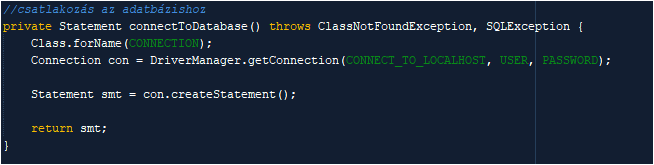 //csatlakozás az adatbázishoz
private Statement connectToDatabase() throws ClassNotFoundException, SQLException {
    Class.forName(CONNECTION);
    Connection con = DriverManager.getConnection(CONNECT_TO_LOCALHOST, USER, PASSWORD);

    Statement smt = con.createStatement();

    return smt;
}